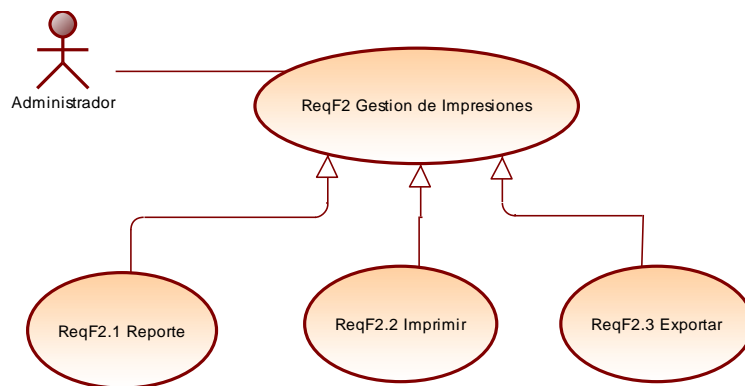 Administrador
ReqF2 Gestion de Impresiones
ReqF2.1 Reporte
ReqF2.2 Imprimir
ReqF2.3 Exportar